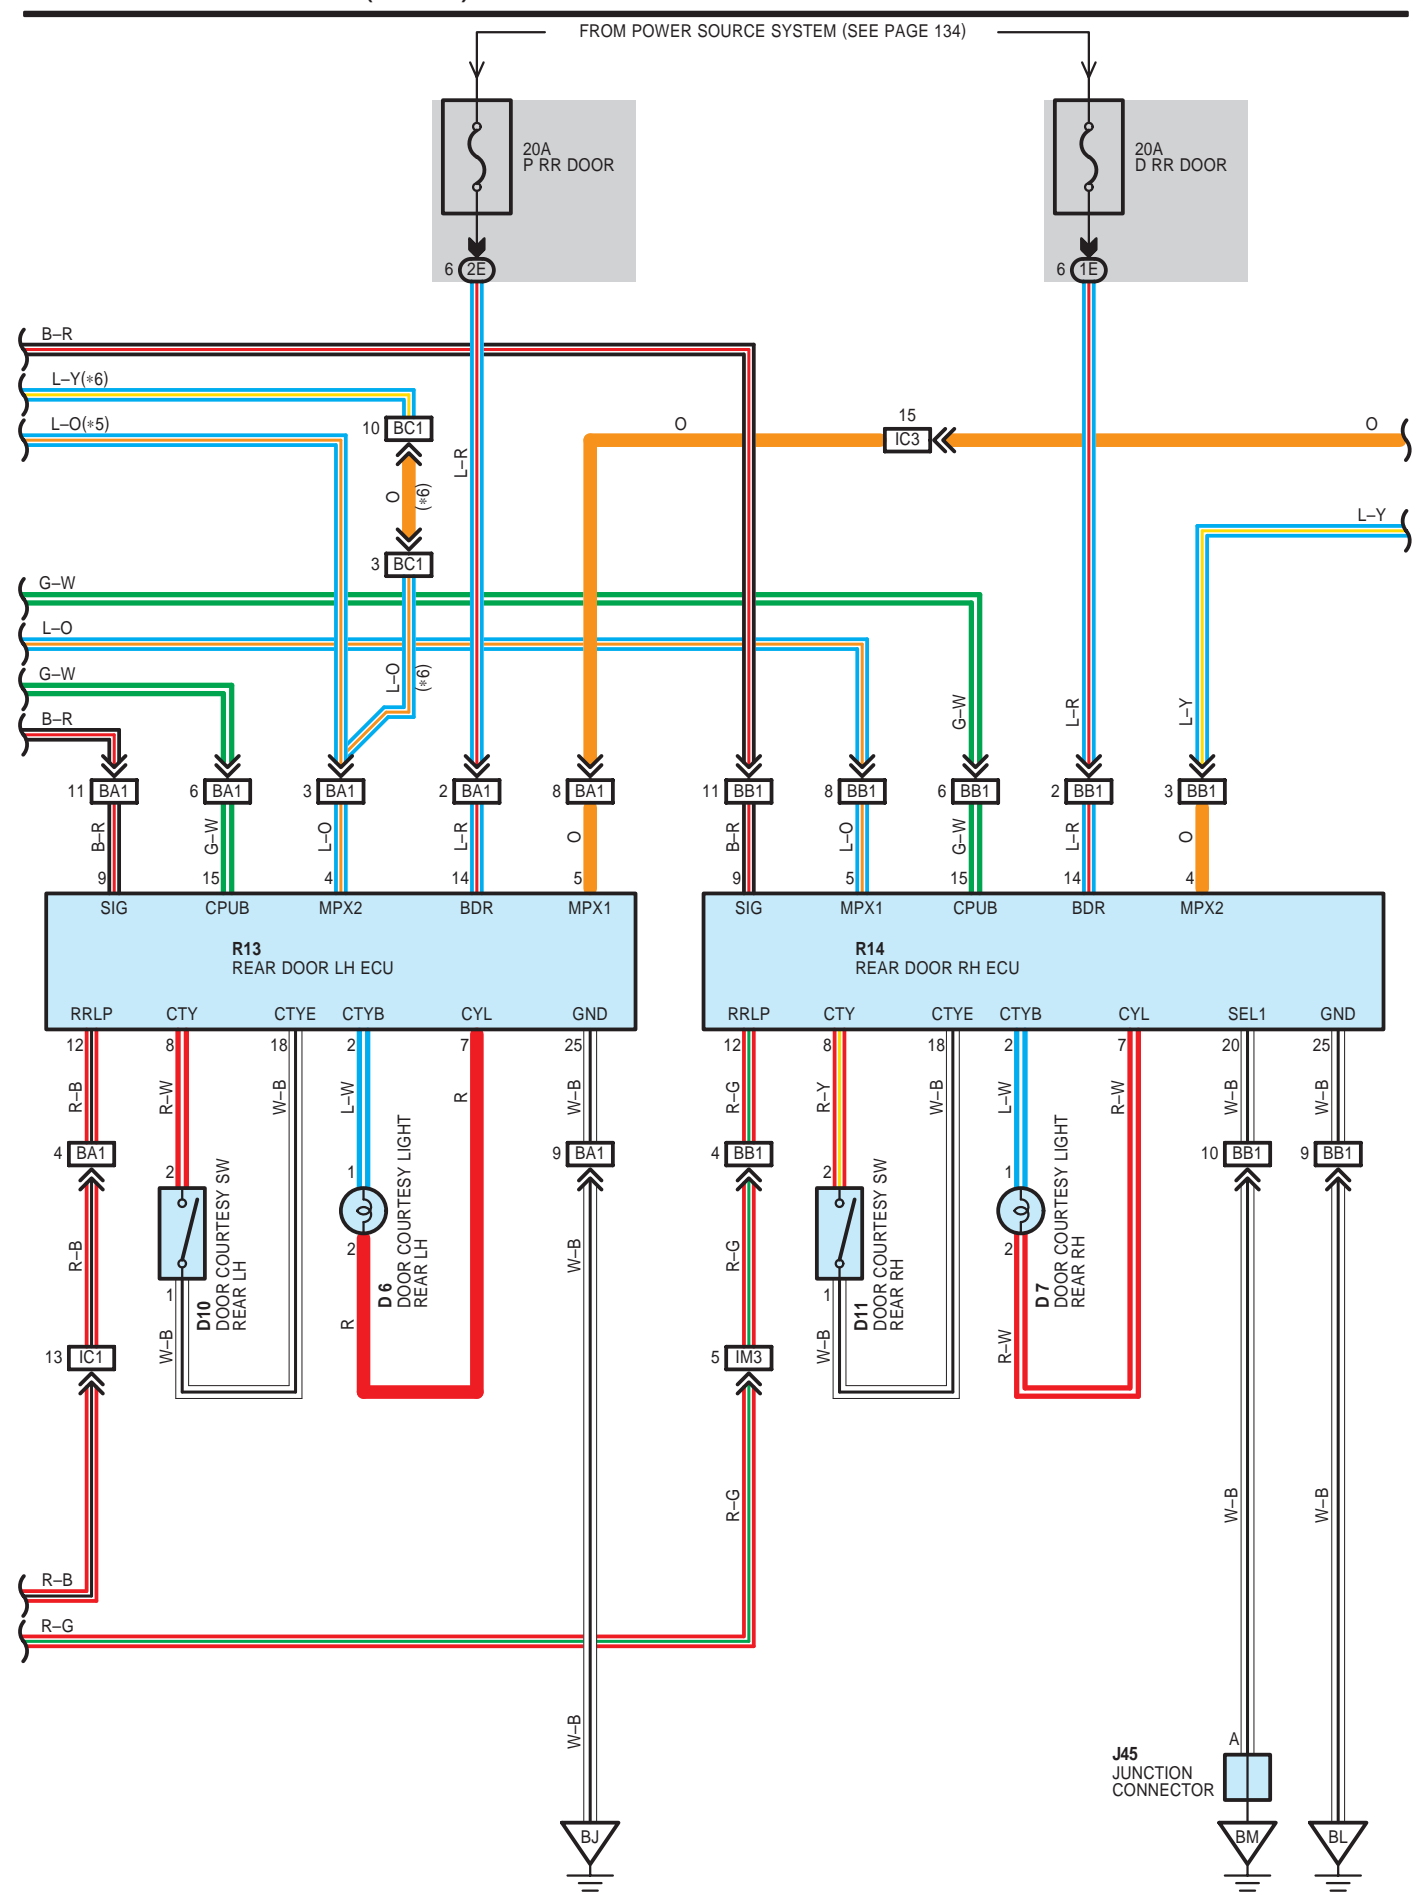 FROM POWER SOURCE SYSTEM (SEE PAGE 134)
20A
P RR DOOR
20A
D RR DOOR
6 2E
6 1E
B–R
L–Y(∗6)
L–O(∗5)
10 BC1
O
(∗6)
3 BC1
L–R
O
15
IC3
O
L–Y
G–W
L–O
G–W
B–R
L–O
(∗6)
G–W
L–R
L–Y
11 BA1
6 BA1
3 BA1
2 BA1
8 BA1
11 BB1
8 BB1
6 BB1
2 BB1
3 BB1
B–R
G–W
L–O
L–R
O
B–R
L–O
G–W
L–R
O
9
15
4
14
5
9
5
15
14
4
SIG
CPUB
MPX2
BDR
MPX1
SIG
MPX1
CPUB
BDR
MPX2
R13
REAR DOOR LH ECU
R14
REAR DOOR RH ECU
RRLP
CTY
CTYE
CTYB
CYL
GND
RRLP
CTY
CTYE
CTYB
CYL
SEL1
GND
12
8
18
2
7
25
12
8
18
2
7
20
25
R–B
R–W
W–B
L–W
R
W–B
R–G
R–Y
W–B
L–W
R–W
W–B
W–B
4 BA1
9 BA1
4 BB1
10 BB1
9 BB1
2
1
D10
DOOR COURTESY SW
REAR LH
1
2
D 6
DOOR COURTESY LIGHT
REAR LH
2
1
D11
DOOR COURTESY SW
REAR RH
1
2
D 7
DOOR COURTESY LIGHT
REAR RH
R–B
W–B
R
W–B
R–G
W–B
R–W
13 IC1
5 IM3
R–G
W–B
W–B
R–B
R–G
W–B
A
J45
JUNCTION
CONNECTOR
BJ
BM
BL